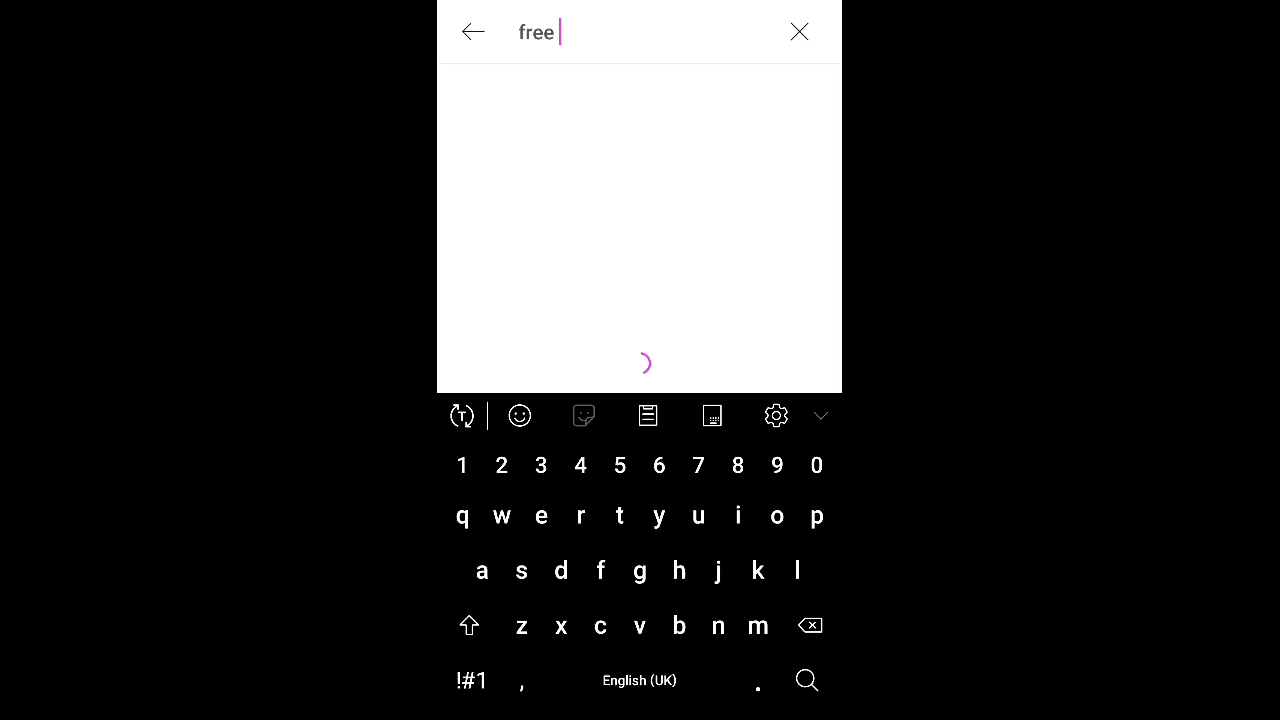 free
1 2 3 4 5 6 7 8 9 0
q w e r t y u i o p
a s d f g h j k l
z x c v b n m
!#1 , English (UK) .